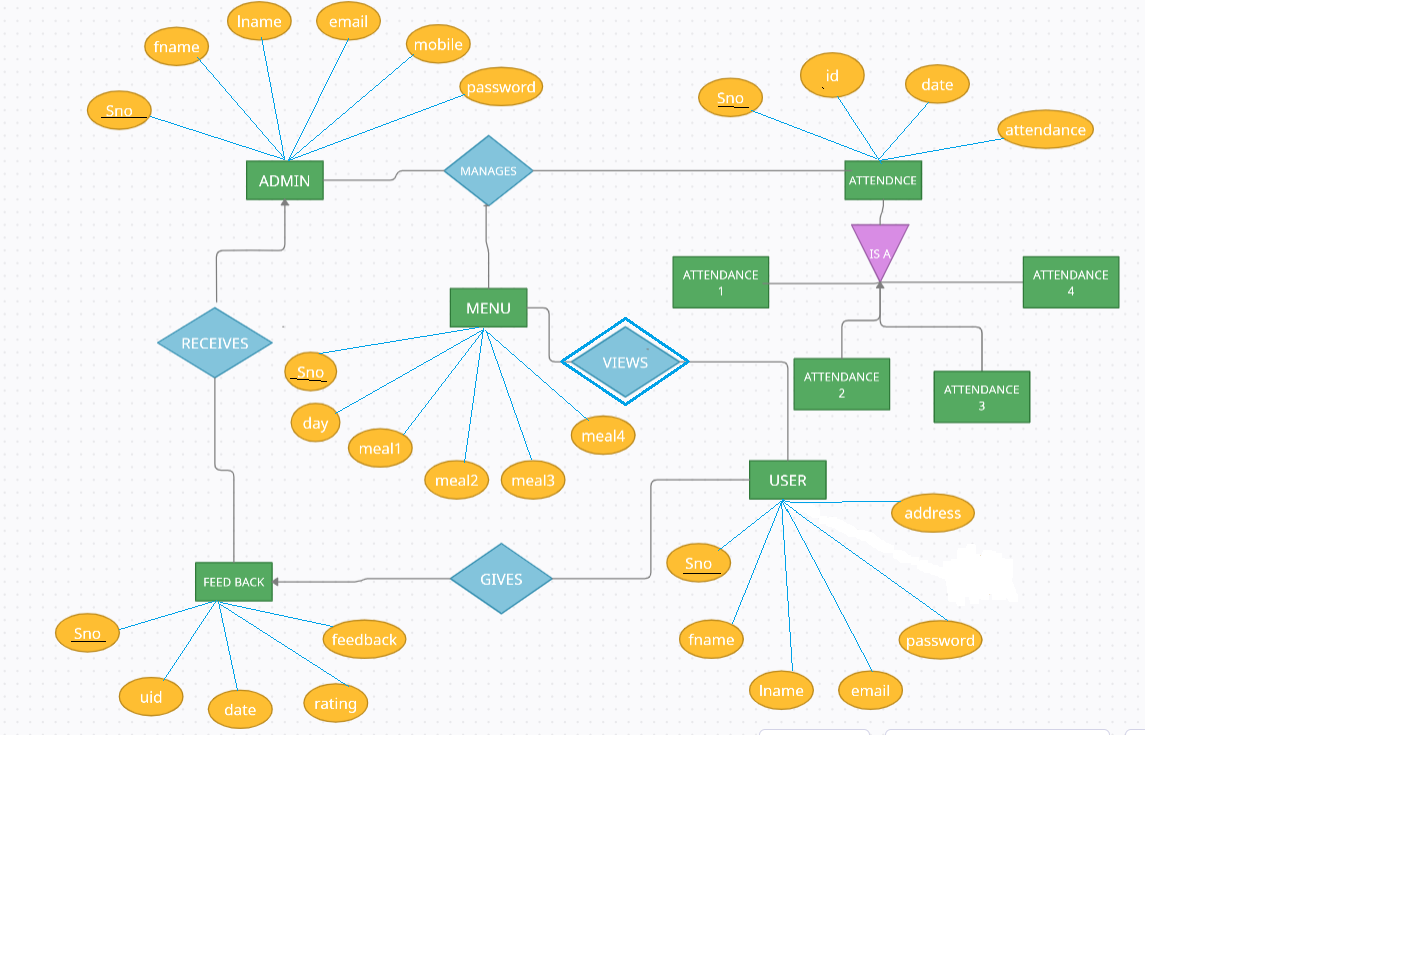 lname
email
fname
mobile
password
Sno
ADMIN
MANAGES
id
date
Sno
attendance
ATTENDNCE
IS A
ATTENDANCE
1
ATTENDANCE
4
ATTENDANCE
2
ATTENDANCE
3
MENU
RECEIVES
VIEWS
Sno
day
meal1
meal2
meal3
meal4
USER
address
Sno
fname
lname
email
password
GIVES
FEED BACK
Sno
uid
date
rating
feedback